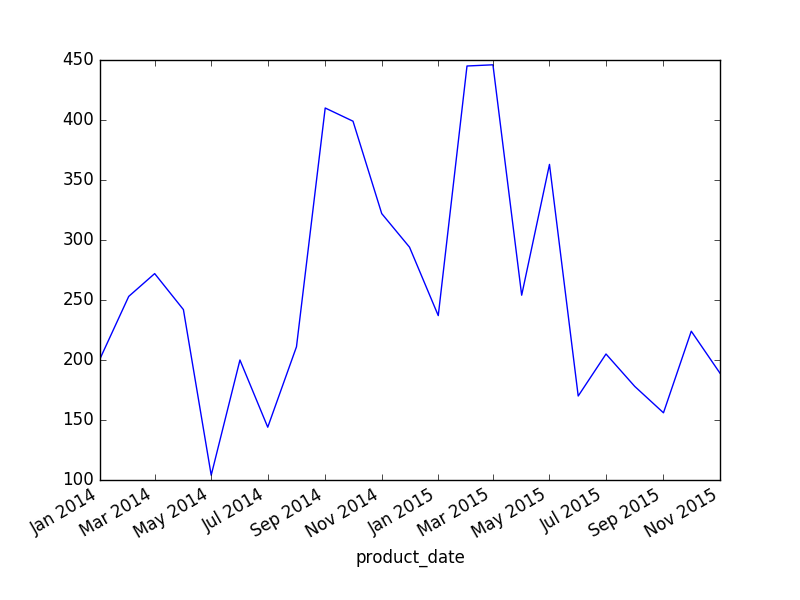 450
400
350
300
250
200
150
100
Jan 2014
Mar 2014
May 2014
Jul 2014
Sep 2014
Nov 2014
Jan 2015
Mar 2015
May 2015
Jul 2015
Sep 2015
Nov 2015
product_date